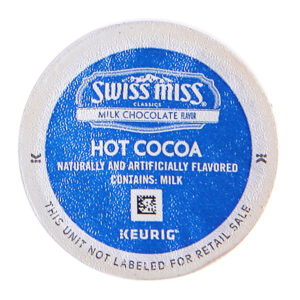 SWISS MISS®
CLASSICS
MILK CHOCOLATE FLAVOR
HOT COCOA
NATURALLY AND ARTIFICIALLY FLAVORED
CONTAINS: MILK
KEURIG
THIS UNIT NOT LABELED FOR RETAIL SALE